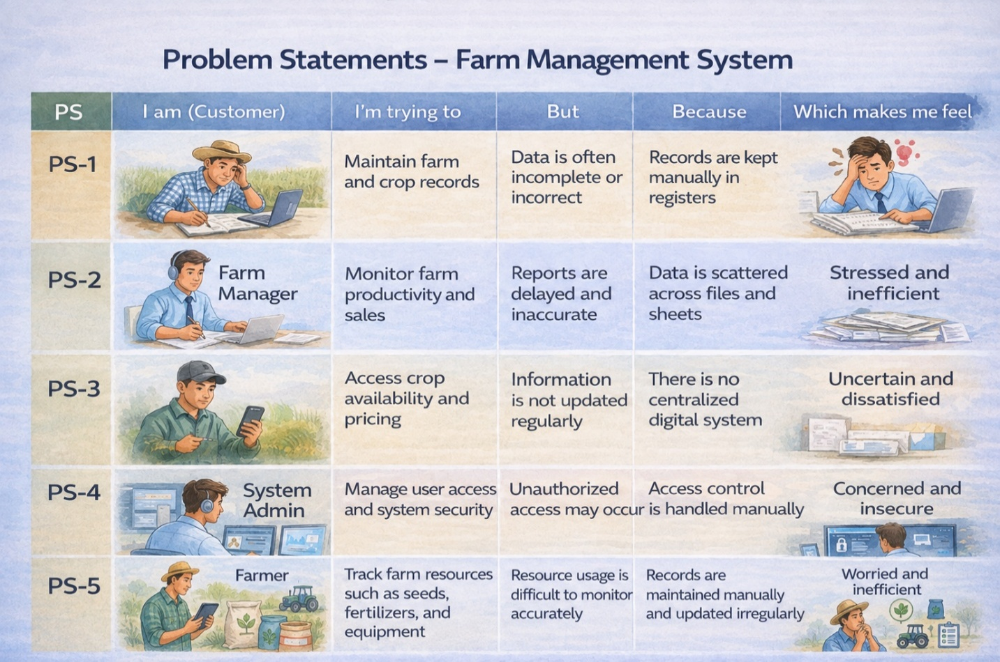 Problem Statements – Farm Management System
PS
I am (Customer)
I'm trying to
But
Because
Which makes me feel
PS-1
Maintain farm
and crop records
Data is often
incomplete or
incorrect
Records are kept
manually in
registers
PS-2
Farm
Manager
Monitor farm
productivity and
sales
Reports are
delayed and
inaccurate
Data is scattered
across files and
sheets
Stressed and
inefficient
PS-3
Access crop
availability and
pricing
Information
is not updated
regularly
There is no
centralized
digital system
Uncertain and
dissatisfied
PS-4
System
Admin
Manage user access
and system security
Unauthorized
access may occur
Access control
is handled manually
Concerned and
insecure
PS-5
Farmer
Track farm resources
such as seeds,
fertilizers, and
equipment
Resource usage is
difficult to monitor
accurately
Records are
maintained manually
and updated irregularly
Worried and
inefficient